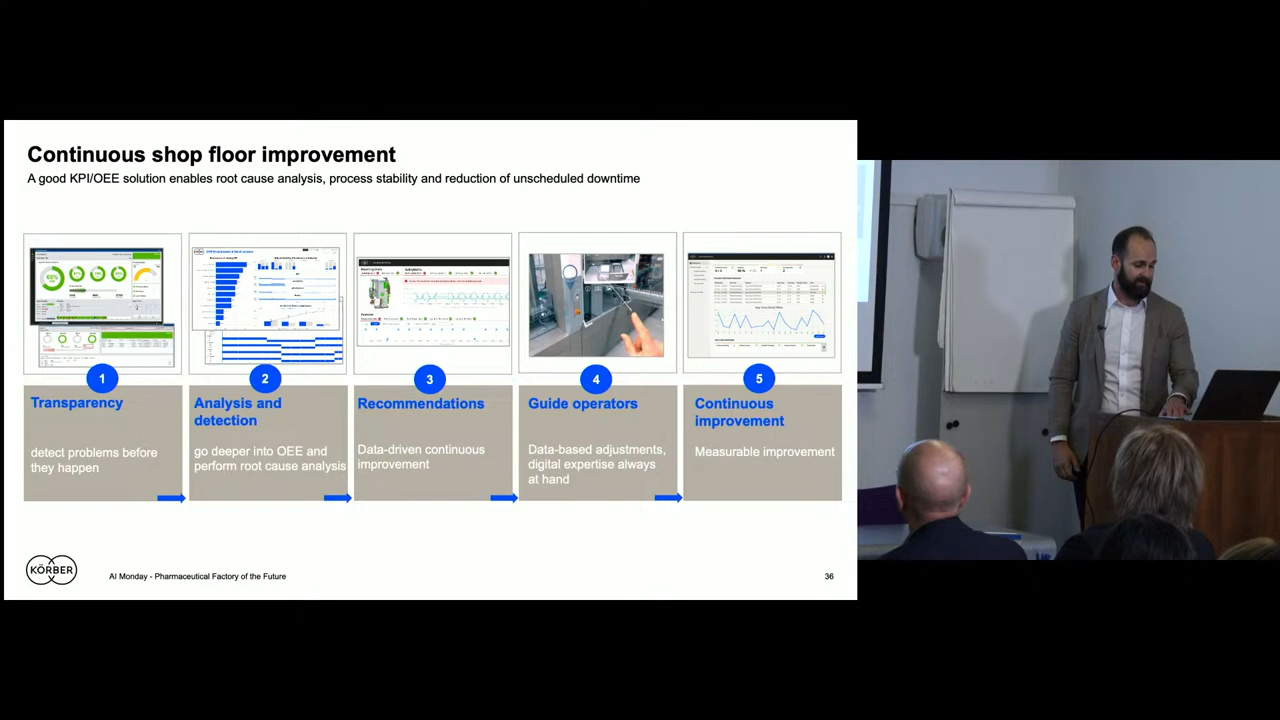 Continuous shop floor improvement
A good KPI/OEE solution enables root cause analysis, process stability and reduction of unscheduled downtime
1
2
3
4
5
Transparency
detect problems before
they happen
Analysis and
detection
go deeper into OEE and
perform root cause analysis
Recommendations
Data-driven continuous
improvement
Guide operators
Data-based adjustments,
digital expertise always
at hand
Continuous
improvement
Measurable improvement
KÖRBER
AI Monday - Pharmaceutical Factory of the Future
36